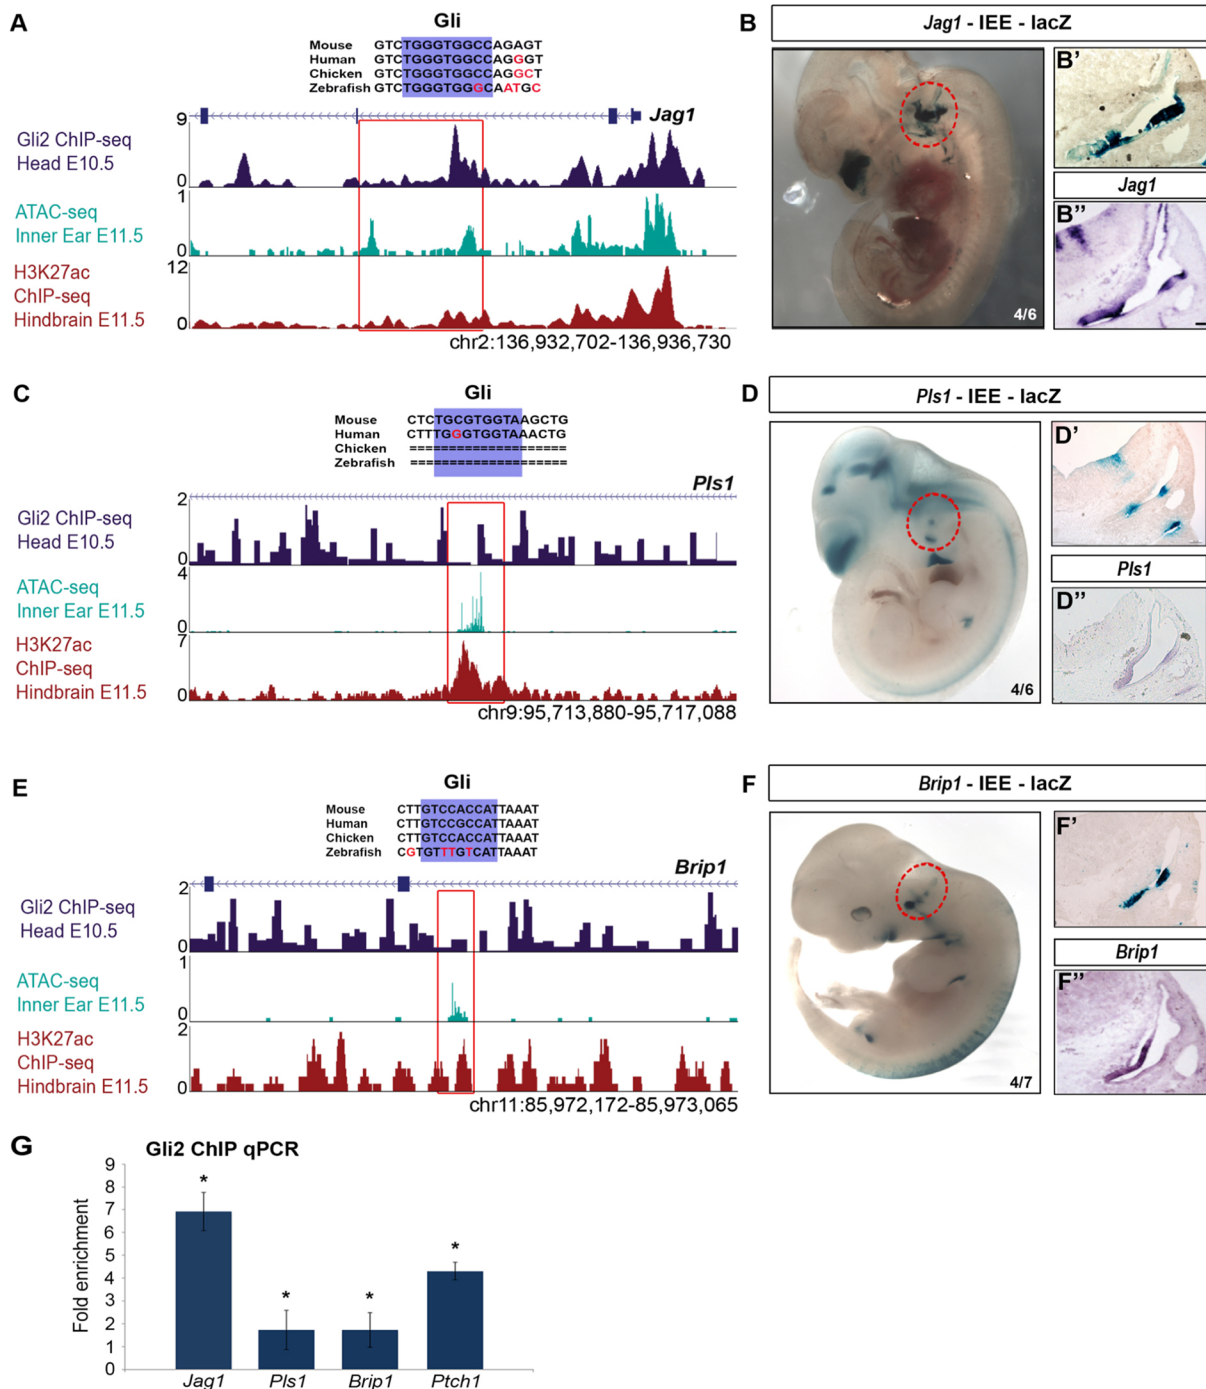 A
Gli
Mouse GTCTGGGTGGCCAGAGT
Human GTCTGGGTGGCCAGGGT
Chicken GTCTGGGTGGCCAGGCT
Zebrafish GTCTGGGTGGGCAATGC
Jag1
Gli2 ChIP-seq
Head E10.5
9
0
ATAC-seq
Inner Ear E11.5
1
0
H3K27ac
ChIP-seq
Hindbrain E11.5
12
0
chr2:136,932,702-136,936,730
B
Jag1 - IEE - lacZ
4/6
B'
Jag1
B''
C
Gli
Mouse CTCTGCGTGGTAAGCTG
Human CTTTGGGTGGTAAACTG
Chicken =================
Zebrafish =================
Pls1
Gli2 ChIP-seq
Head E10.5
2
0
ATAC-seq
Inner Ear E11.5
4
0
H3K27ac
ChIP-seq
Hindbrain E11.5
7
0
chr9:95,713,880-95,717,088
D
Pls1 - IEE - lacZ
4/6
D'
Pls1
D''
E
Gli
Mouse CTTGTCCACCATTAAAT
Human CTTGTCCGCCATTAAAT
Chicken CTTGTCCACCATTAAAT
Zebrafish CGTGTTTGTCATTAAAT
Brip1
Gli2 ChIP-seq
Head E10.5
2
0
ATAC-seq
Inner Ear E11.5
1
0
H3K27ac
ChIP-seq
Hindbrain E11.5
2
0
chr11:85,972,172-85,973,065
F
Brip1 - IEE - lacZ
4/7
F'
Brip1
F''
G
Gli2 ChIP qPCR
Fold enrichment
9
8
7
6
5
4
3
2
1
0
*
*
*
*
Jag1 Pls1 Brip1 Ptch1